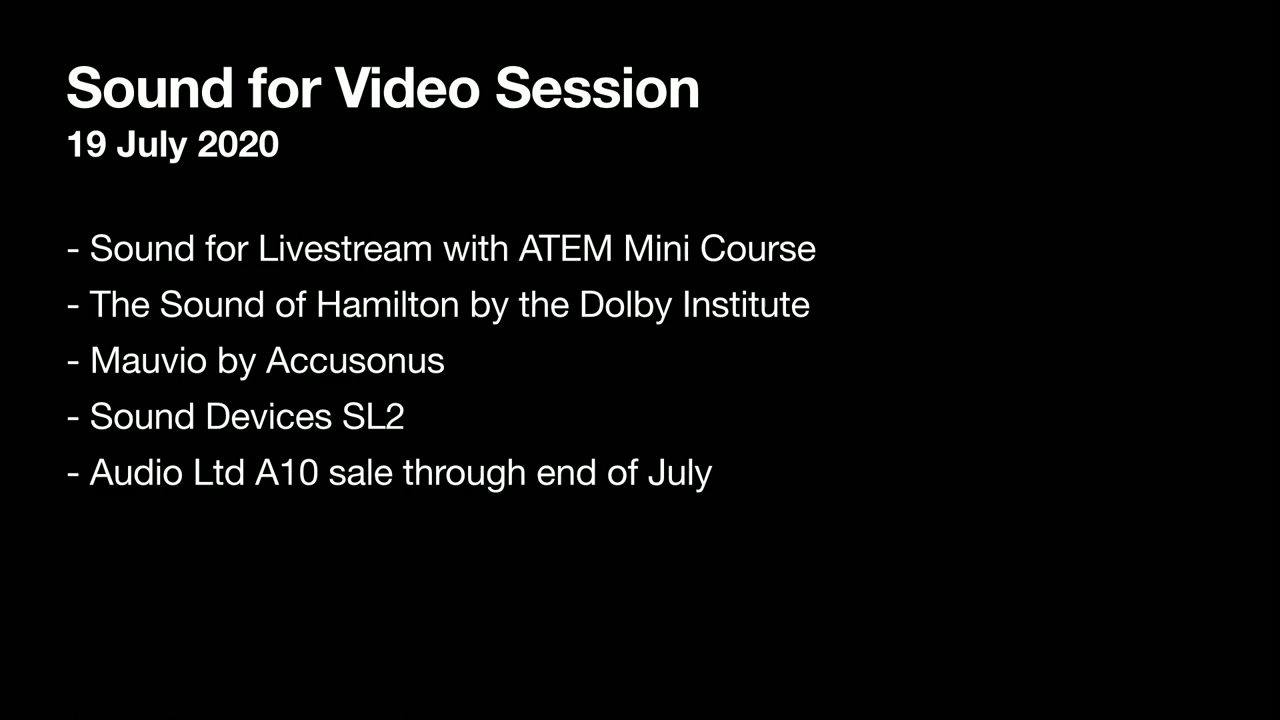 Sound for Video Session
19 July 2020
- Sound for Livestream with ATEM Mini Course
- The Sound of Hamilton by the Dolby Institute
- Mauvio by Accusonus
- Sound Devices SL2
- Audio Ltd A10 sale through end of July